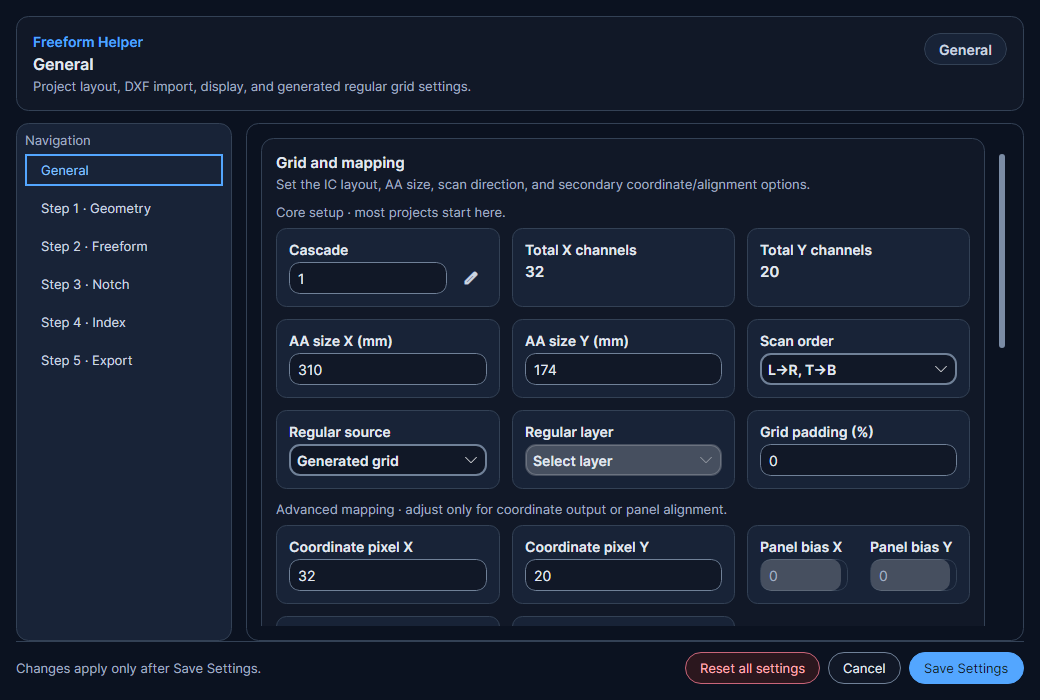 Freeform Helper
General
Project layout, DXF import, display, and generated regular grid settings.
General
Navigation
General
Step 1 · Geometry
Step 2 · Freeform
Step 3 · Notch
Step 4 · Index
Step 5 · Export
Grid and mapping
Set the IC layout, AA size, scan direction, and secondary coordinate/alignment options.
Core setup · most projects start here.
Cascade
1
Total X channels
32
Total Y channels
20
AA size X (mm)
310
AA size Y (mm)
174
Scan order
L→R, T→B
Regular source
Generated grid
Regular layer
Select layer
Grid padding (%)
0
Advanced mapping · adjust only for coordinate output or panel alignment.
Coordinate pixel X
32
Coordinate pixel Y
20
Panel bias X
0
Panel bias Y
0
Changes apply only after Save Settings.
Reset all settings
Cancel
Save Settings